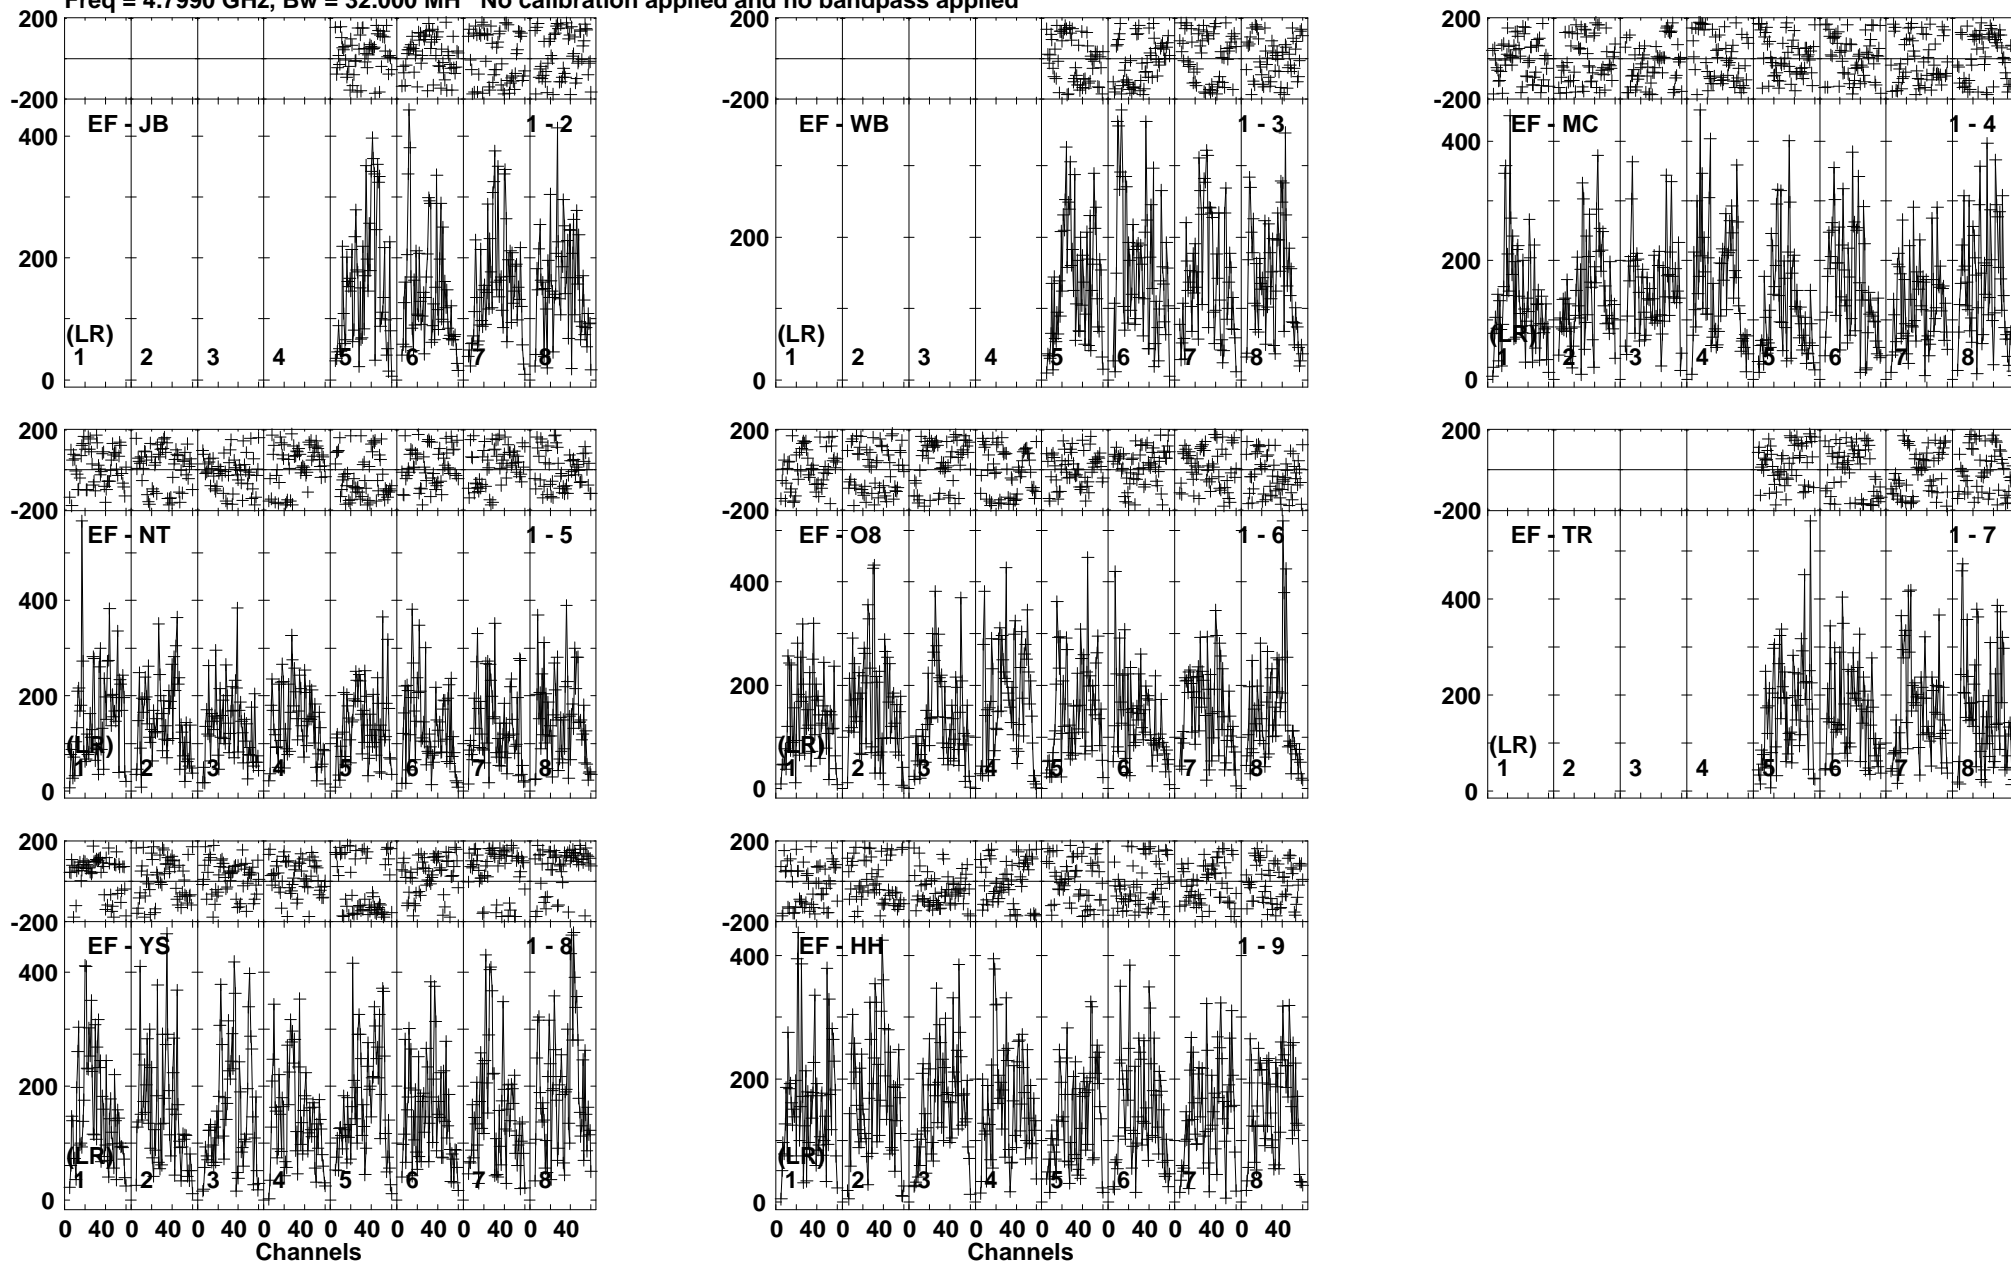 Freq = 4.7990 GHz, Bw = 32.000 MH No calibration applied and no bandpass applied
200 200 200
-200 -200 -200
EF - JB 1 - 2 EF - WB 1 - 3 EF - MC 1 - 4
400 400
200 200 200
(LR) (LR) (LR)
1 2 3 4 5 6 7 8 1 2 3 4 5 6 7 8 1 2 3 4 5 6 7 8
0 0 0
200 200 200
-200 -200 -200
EF - NT 1 - 5 EF - O8 1 - 6 EF - TR 1 - 7
400 400 400
200 200 200
(LR) (LR) (LR)
1 2 3 4 5 6 7 8 1 2 3 4 5 6 7 8 1 2 3 4 5 6 7 8
0 0 0
200 200
-200 -200
EF - YS 1 - 8 EF - HH 1 - 9
400 400
200 200
(LR) (LR)
1 2 3 4 5 6 7 8 1 2 3 4 5 6 7 8
0 0
0 40 0 40 0 40 0 40 0 40 0 40 0 40 0 40 0 40 0 40 0 40 0 40 0 40 0 40 0 40 0 40
Channels Channels